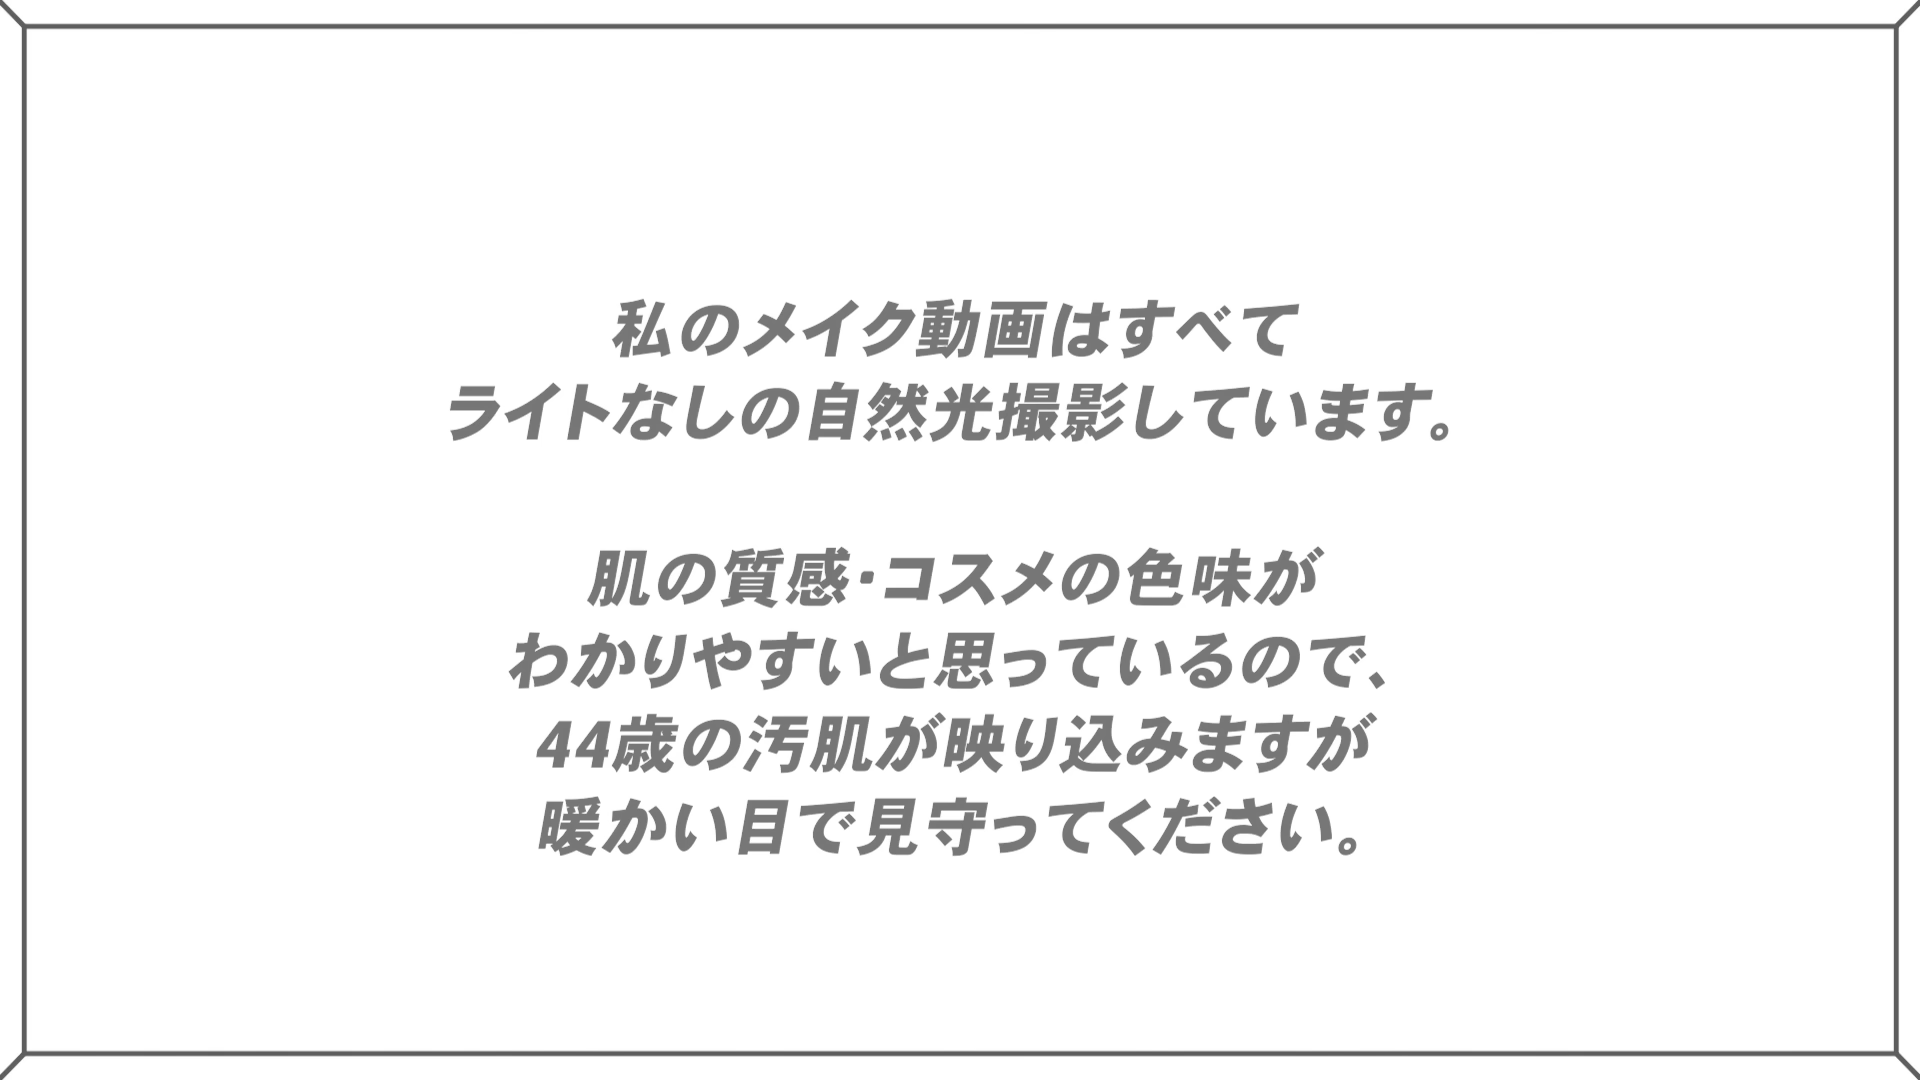 私のメイク動画はすべて
ライトなしの自然光撮影しています。
肌の質感･コスメの色味が
わかりやすいと思っているので、
44歳の汚肌が映り込みますが
暖かい目で見守ってください。